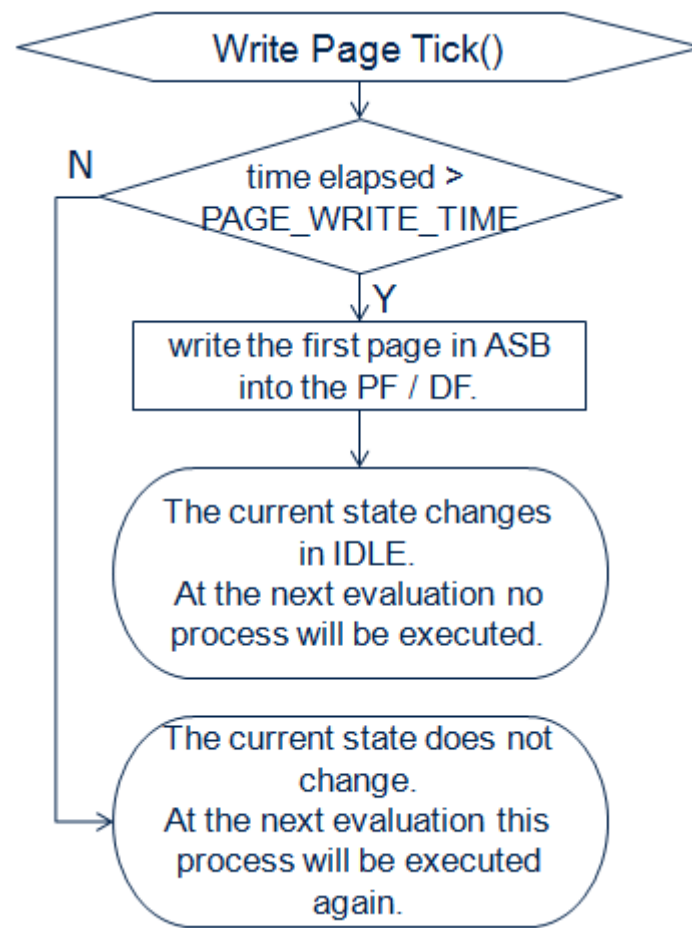 Write Page Tick()
N
time elapsed >
PAGE_WRITE_TIME
Y
write the first page in ASB
into the PF / DF.
The current state changes
in IDLE.
At the next evaluation no
process will be executed.
The current state does not
change.
At the next evaluation this
process will be executed
again.